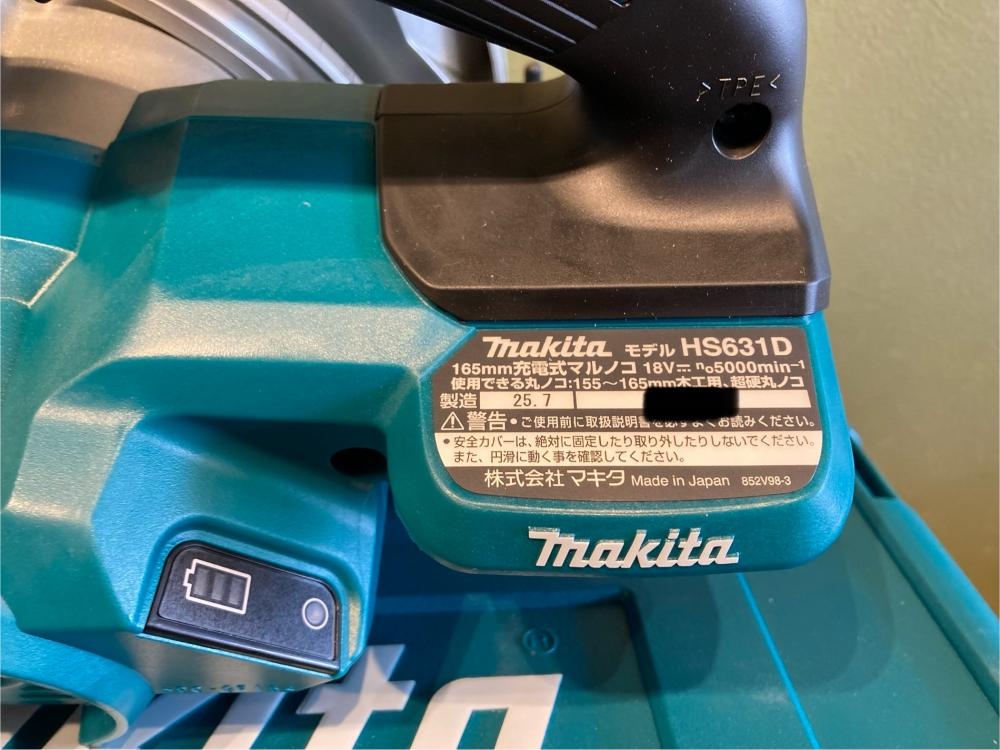 >TPE<
makita モデル HS631D
165mm充電式マルノコ 18V⎓ n₀5000min⁻¹
使用できる丸ノコ:155～165mm木工用、超硬丸ノコ
製造 25.7
⚠警告 • ご使用前に取扱説明書を必ずよくお読みください。
• 安全カバーは、絶対に固定したり取り外したりしないでください。
また、円滑に動く事を確認してください。
株式会社マキタ Made in Japan 852V98-3
makita